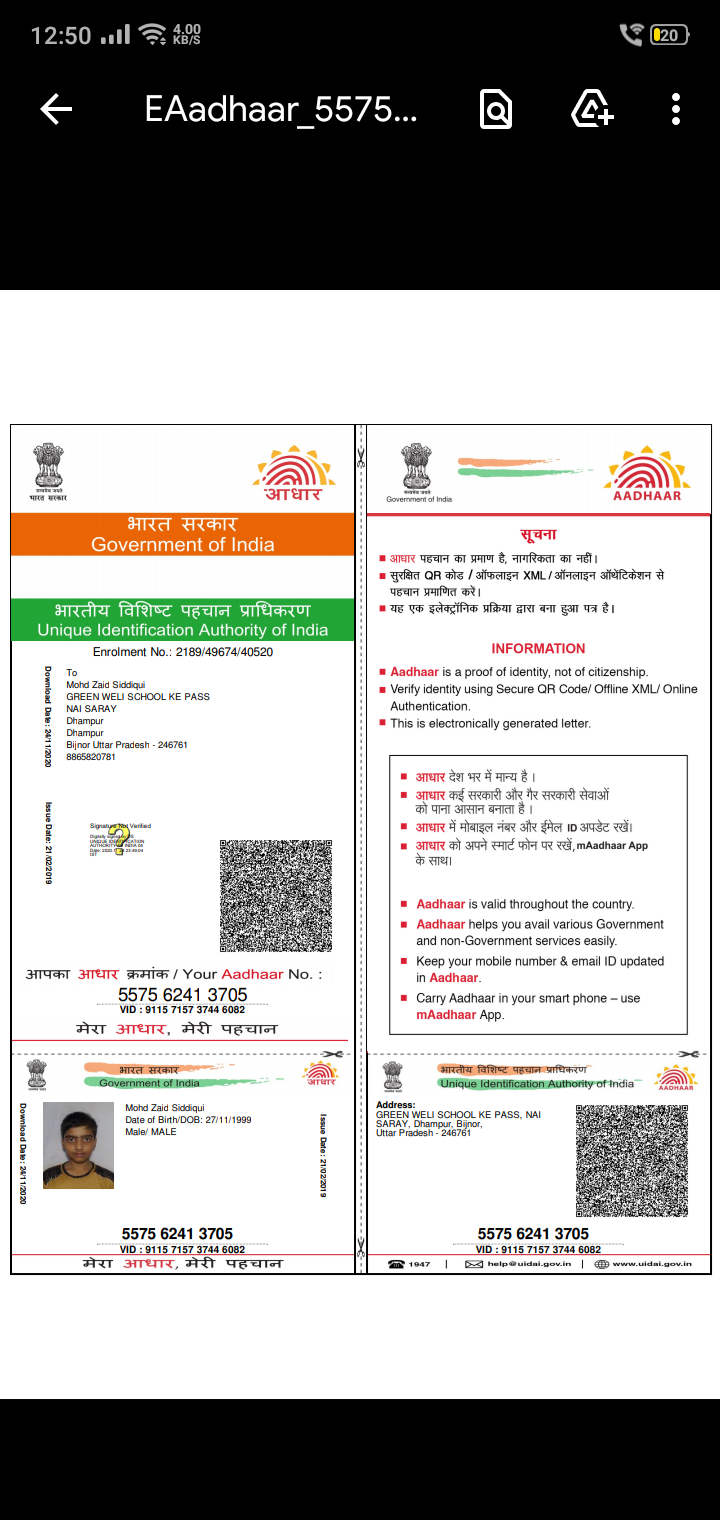 12:50
4.00
KB/S
20
EAadhaar_5575...
सत्यमेव जयते
भारत सरकार
आधार
भारत सरकार
Government of India
भारतीय विशिष्ट पहचान प्राधिकरण
Unique Identification Authority of India
Enrolment No.: 2189/49674/40520
Download Date: 24/11/2020
To
Mohd Zaid Siddiqui
GREEN WELI SCHOOL KE PASS
NAI SARAY
Dhampur
Dhampur
Bijnor Uttar Pradesh - 246761
8865820781
Issue Date: 21/02/2019
Signature Not Verified
आपका आधार क्रमांक / Your Aadhaar No. :
5575 6241 3705
VID : 9115 7157 3744 6082
मेरा आधार, मेरी पहचान
सत्यमेव जयते
Government of India
AADHAAR
सूचना
आधार पहचान का प्रमाण है, नागरिकता का नहीं।
सुरक्षित QR कोड / ऑफलाइन XML / ऑनलाइन ऑथेंटिकेशन से
पहचान प्रमाणित करें।
यह एक इलेक्ट्रॉनिक प्रक्रिया द्वारा बना हुआ पत्र है।
INFORMATION
Aadhaar is a proof of identity, not of citizenship.
Verify identity using Secure QR Code/ Offline XML/ Online
Authentication.
This is electronically generated letter.
आधार देश भर में मान्य है ।
आधार कई सरकारी और गैर सरकारी सेवाओं
को पाना आसान बनाता है ।
आधार में मोबाइल नंबर और ईमेल ID अपडेट रखें।
आधार को अपने स्मार्ट फोन पर रखें, mAadhaar App
के साथ।
Aadhaar is valid throughout the country.
Aadhaar helps you avail various Government
and non-Government services easily.
Keep your mobile number & email ID updated
in Aadhaar.
Carry Aadhaar in your smart phone – use
mAadhaar App.
भारत सरकार
Government of India
आधार
Download Date: 24/11/2020
Mohd Zaid Siddiqui
Date of Birth/DOB: 27/11/1999
Male/ MALE
Issue Date: 21/02/2019
5575 6241 3705
VID : 9115 7157 3744 6082
मेरा आधार, मेरी पहचान
भारतीय विशिष्ट पहचान प्राधिकरण
Unique Identification Authority of India
AADHAAR
Address:
GREEN WELI SCHOOL KE PASS, NAI
SARAY, Dhampur, Bijnor,
Uttar Pradesh - 246761
5575 6241 3705
VID : 9115 7157 3744 6082
1947 | help@uidai.gov.in | www.uidai.gov.in